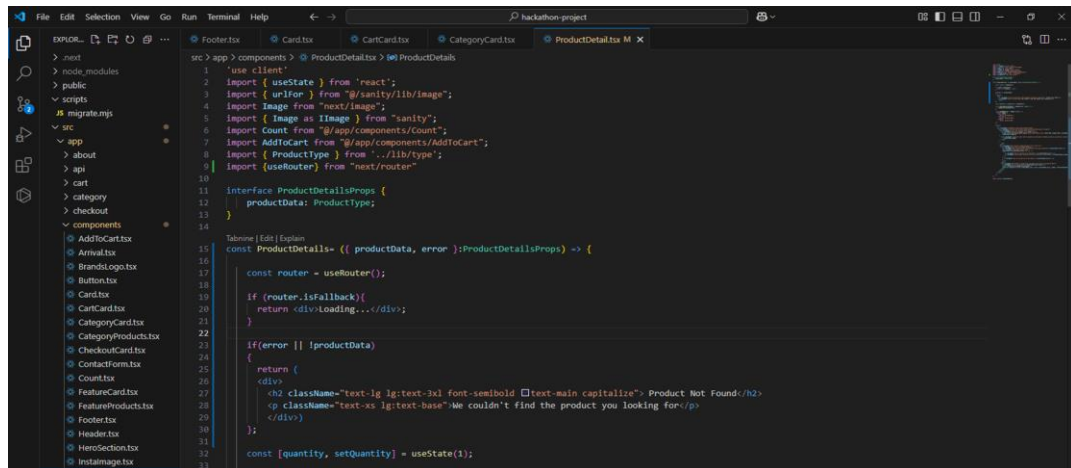 File Edit Selection View Go Run Terminal Help
hackathon-project
EXPLOR...
Footer.tsx Card.tsx CartCard.tsx CategoryCard.tsx ProductDetail.tsx M
src > app > components > ProductDetail.tsx > ProductDetails
> .next
> node_modules
> public
scripts
JS migrate.mjs
src
app
> about
> api
> cart
> category
> checkout
components
AddToCart.tsx
Arrival.tsx
BrandsLogo.tsx
Button.tsx
Card.tsx
CartCard.tsx
CategoryCard.tsx
CategoryProducts.tsx
CheckoutCard.tsx
ContactForm.tsx
Count.tsx
FeatureCard.tsx
FeatureProducts.tsx
Footer.tsx
Header.tsx
HeroSection.tsx
InstaImage.tsx
2
1 'use client'
2 import { useState } from 'react';
3 import { urlFor } from "@/sanity/lib/image";
4 import Image from "next/image";
5 import { Image as IImage } from "sanity";
6 import Count from "@/app/components/Count";
7 import AddToCart from "@/app/components/AddToCart";
8 import { ProductType } from '../lib/type';
9 import {useRouter} from "next/router"
10
11 interface ProductDetailsProps {
12 productData: ProductType;
13 }
14
Tabnine | Edit | Explain
15 const ProductDetails= ({ productData, error }:ProductDetailsProps) => {
16
17 const router = useRouter();
18
19 if (router.isFallback){
20 return <div>Loading...</div>;
21 }
22
23 if(error || !productData)
24 {
25 return (
26 <div>
27 <h2 className="text-lg lg:text-3xl font-semibold text-main capitalize"> Product Not Found</h2>
28 <p className="text-xs lg:text-base">We couldn't find the product you looking for</p>
29 </div>)
30 };
31
32 const [quantity, setQuantity] = useState(1);
33